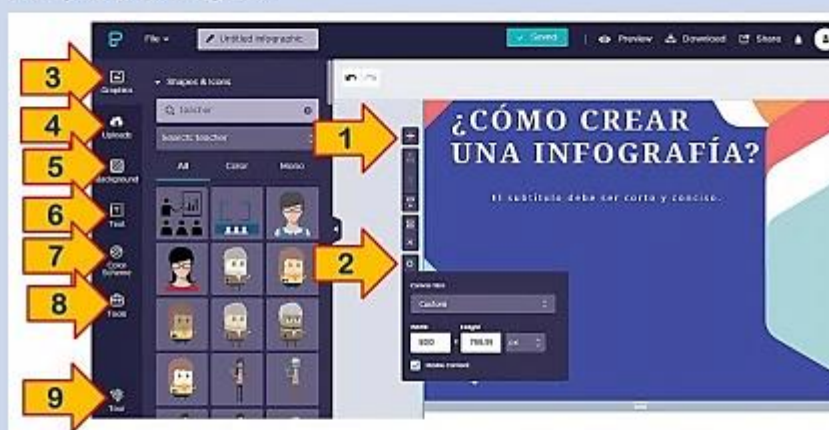 File
Untitled infographic
Saved
Preview
Download
Share
3
Graphics
Shapes & Icons
teacher
4
Uploads
Search: teacher
1
¿CÓMO CREAR
UNA INFOGRAFÍA?
5
Background
All
Color
Mono
El subtítulo debe ser corto y conciso.
6
Text
7
Color
Scheme
2
8
Tools
Canvas Size
Custom
Width
Height
800
px
9
Tour